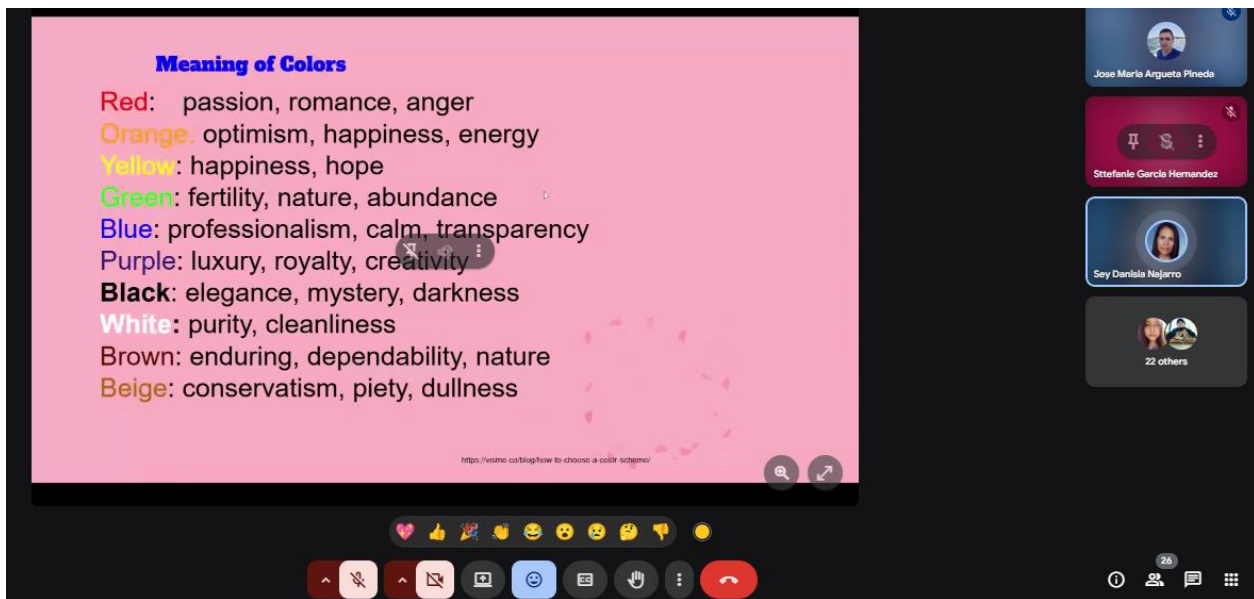 Meaning of Colors
Red: passion, romance, anger
Orange: optimism, happiness, energy
Yellow: happiness, hope
Green: fertility, nature, abundance
Blue: professionalism, calm, transparency
Purple: luxury, royalty, creativity
Black: elegance, mystery, darkness
White: purity, cleanliness
Brown: enduring, dependability, nature
Beige: conservatism, piety, dullness
https://visme.co/blog/how-to-choose-a-color-scheme/
Jose Maria Argueta Pineda
Sttefanie Garcia Hernandez
Sey Danisia Najarro
22 others
26